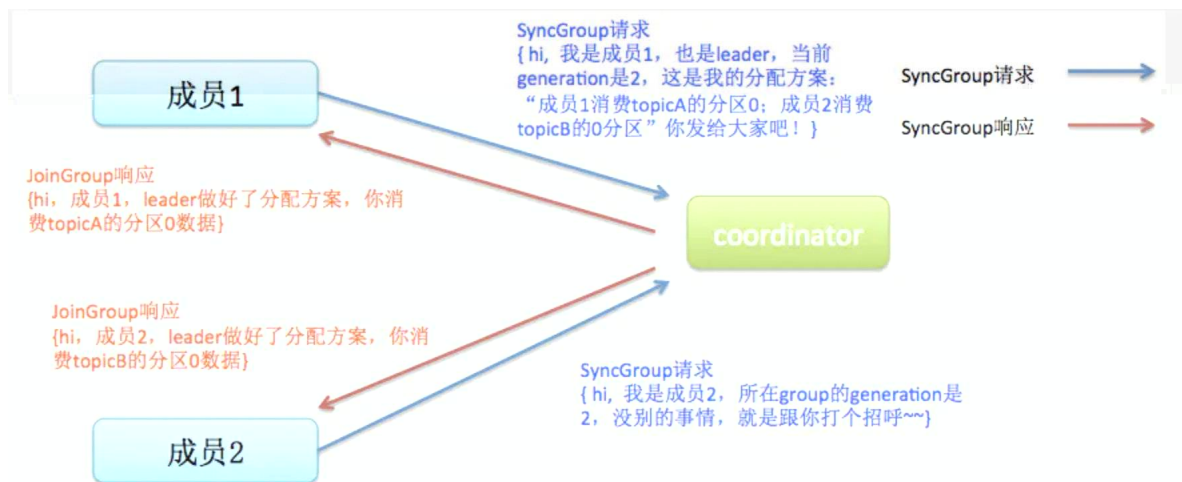 SyncGroup请求
{ hi, 我是成员1，也是leader，当前
generation是2，这是我的分配方案：
“成员1消费topicA的分区0；成员2消费
topicB的0分区”你发给大家吧！}
SyncGroup请求
SyncGroup响应
成员1
JoinGroup响应
{hi，成员1，leader做好了分配方案，你消
费topicA的分区0数据}
coordinator
JoinGroup响应
{hi，成员2，leader做好了分配方案，你消
费topicB的分区0数据}
SyncGroup请求
{ hi, 我是成员2，所在group的generation是
2，没别的事情，就是跟你打个招呼~~}
成员2